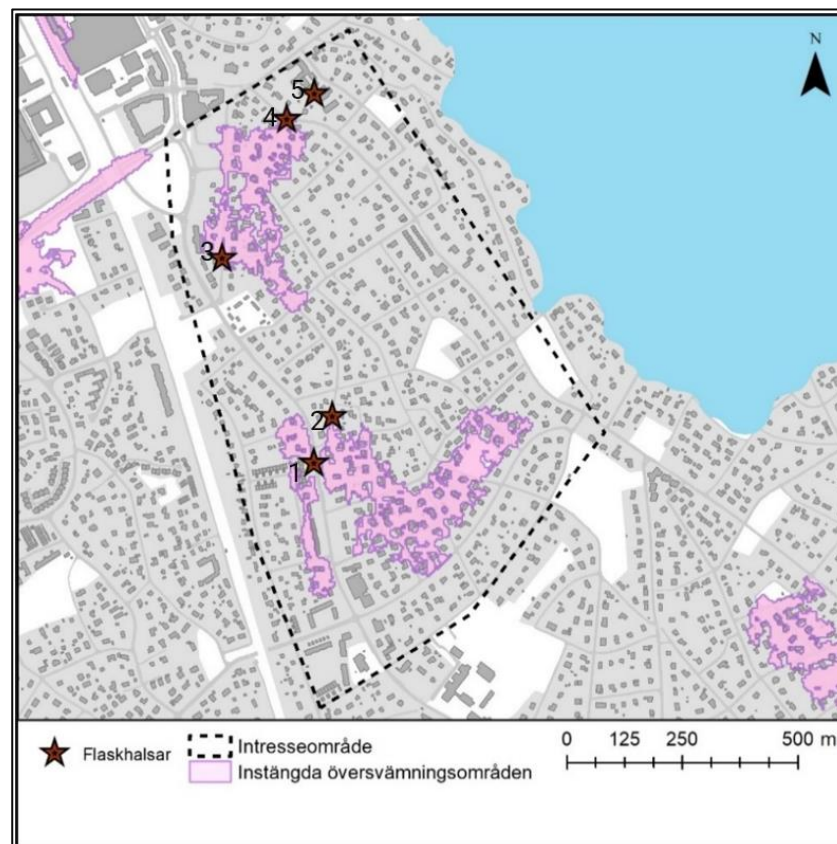 N
5
4
3
2
1
Flaskhalsar
Intresseområde
Instängda översvämningsområden
0 125 250 500 m